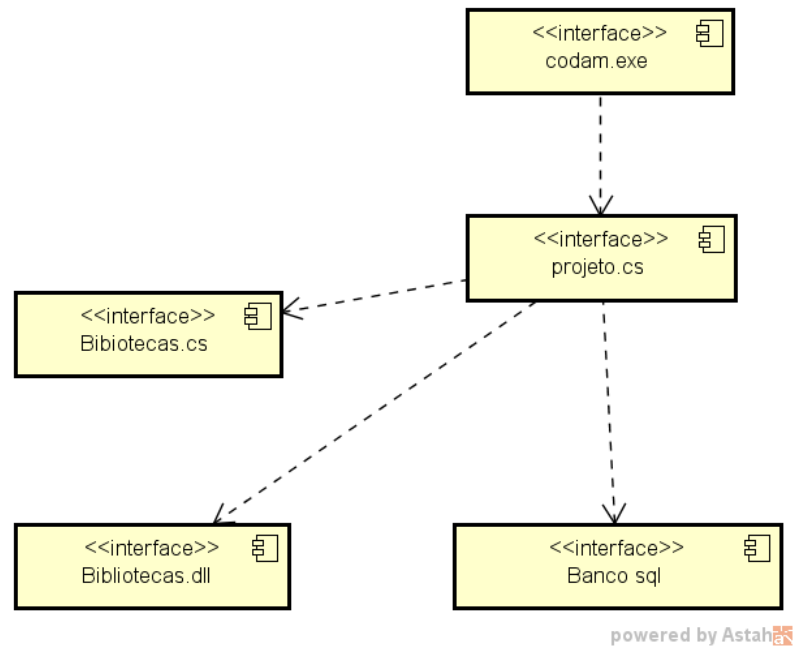 <<interface>>
codam.exe
<<interface>>
projeto.cs
<<interface>>
Bibiotecas.cs
<<interface>>
Bibliotecas.dll
<<interface>>
Banco sql
powered by Astah